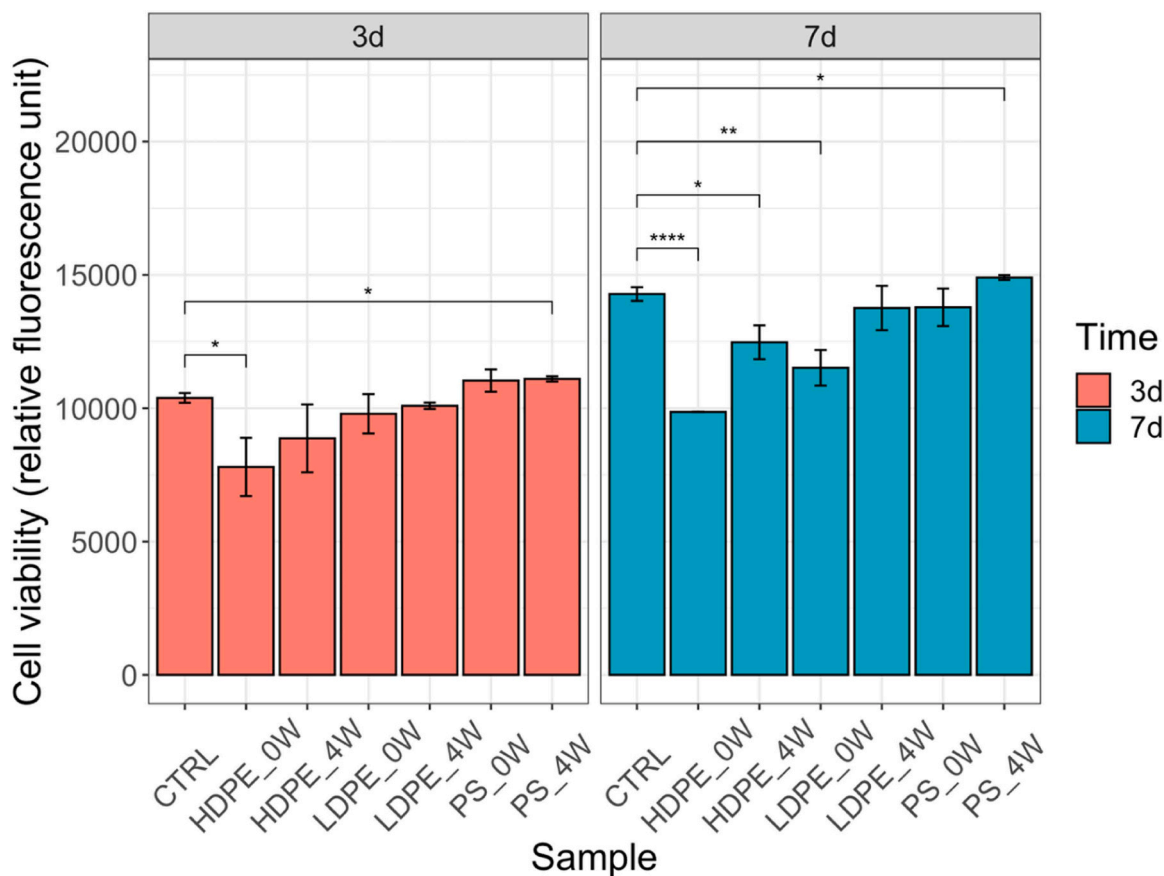 3d
7d
Cell viability (relative fluorescence unit)
20000
15000
10000
5000
0
*
*
*
**
*
****
CTRL
HDPE_0W
HDPE_4W
LDPE_0W
LDPE_4W
PS_0W
PS_4W
CTRL
HDPE_0W
HDPE_4W
LDPE_0W
LDPE_4W
PS_0W
PS_4W
Sample
Time
3d
7d